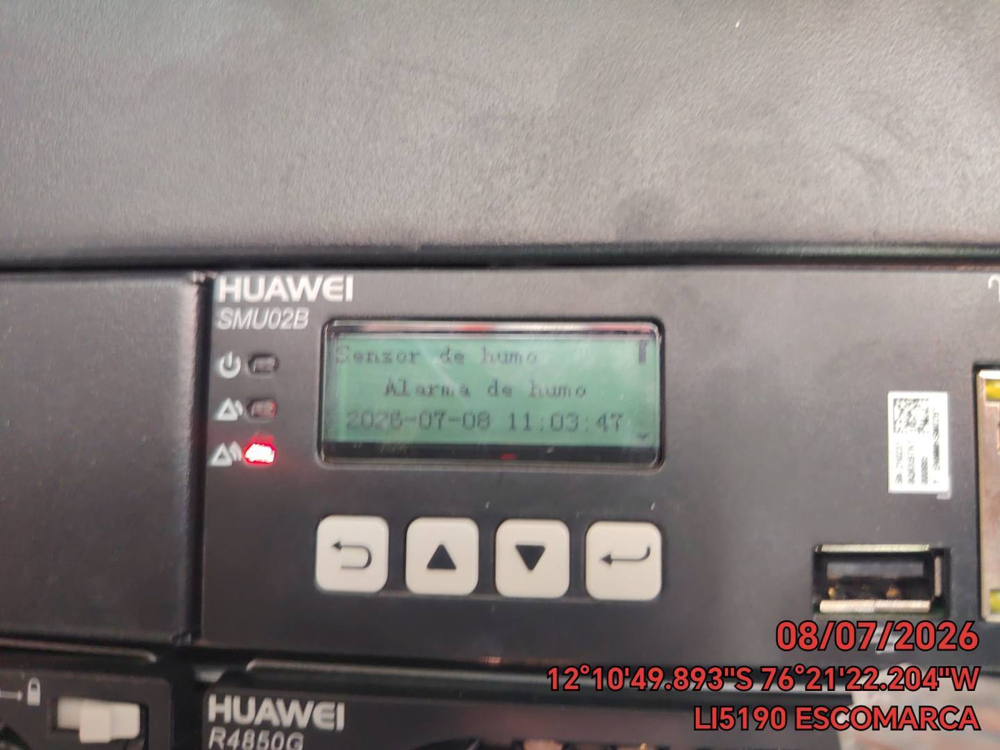 HUAWEI
SMU02B
Sensor de humo
Alarma de humo
2026-07-08 11:03:47
08/07/2026
12°10'49.893"S 76°21'22.204"W
LI5190 ESCOMARCA
HUAWEI
R4850G